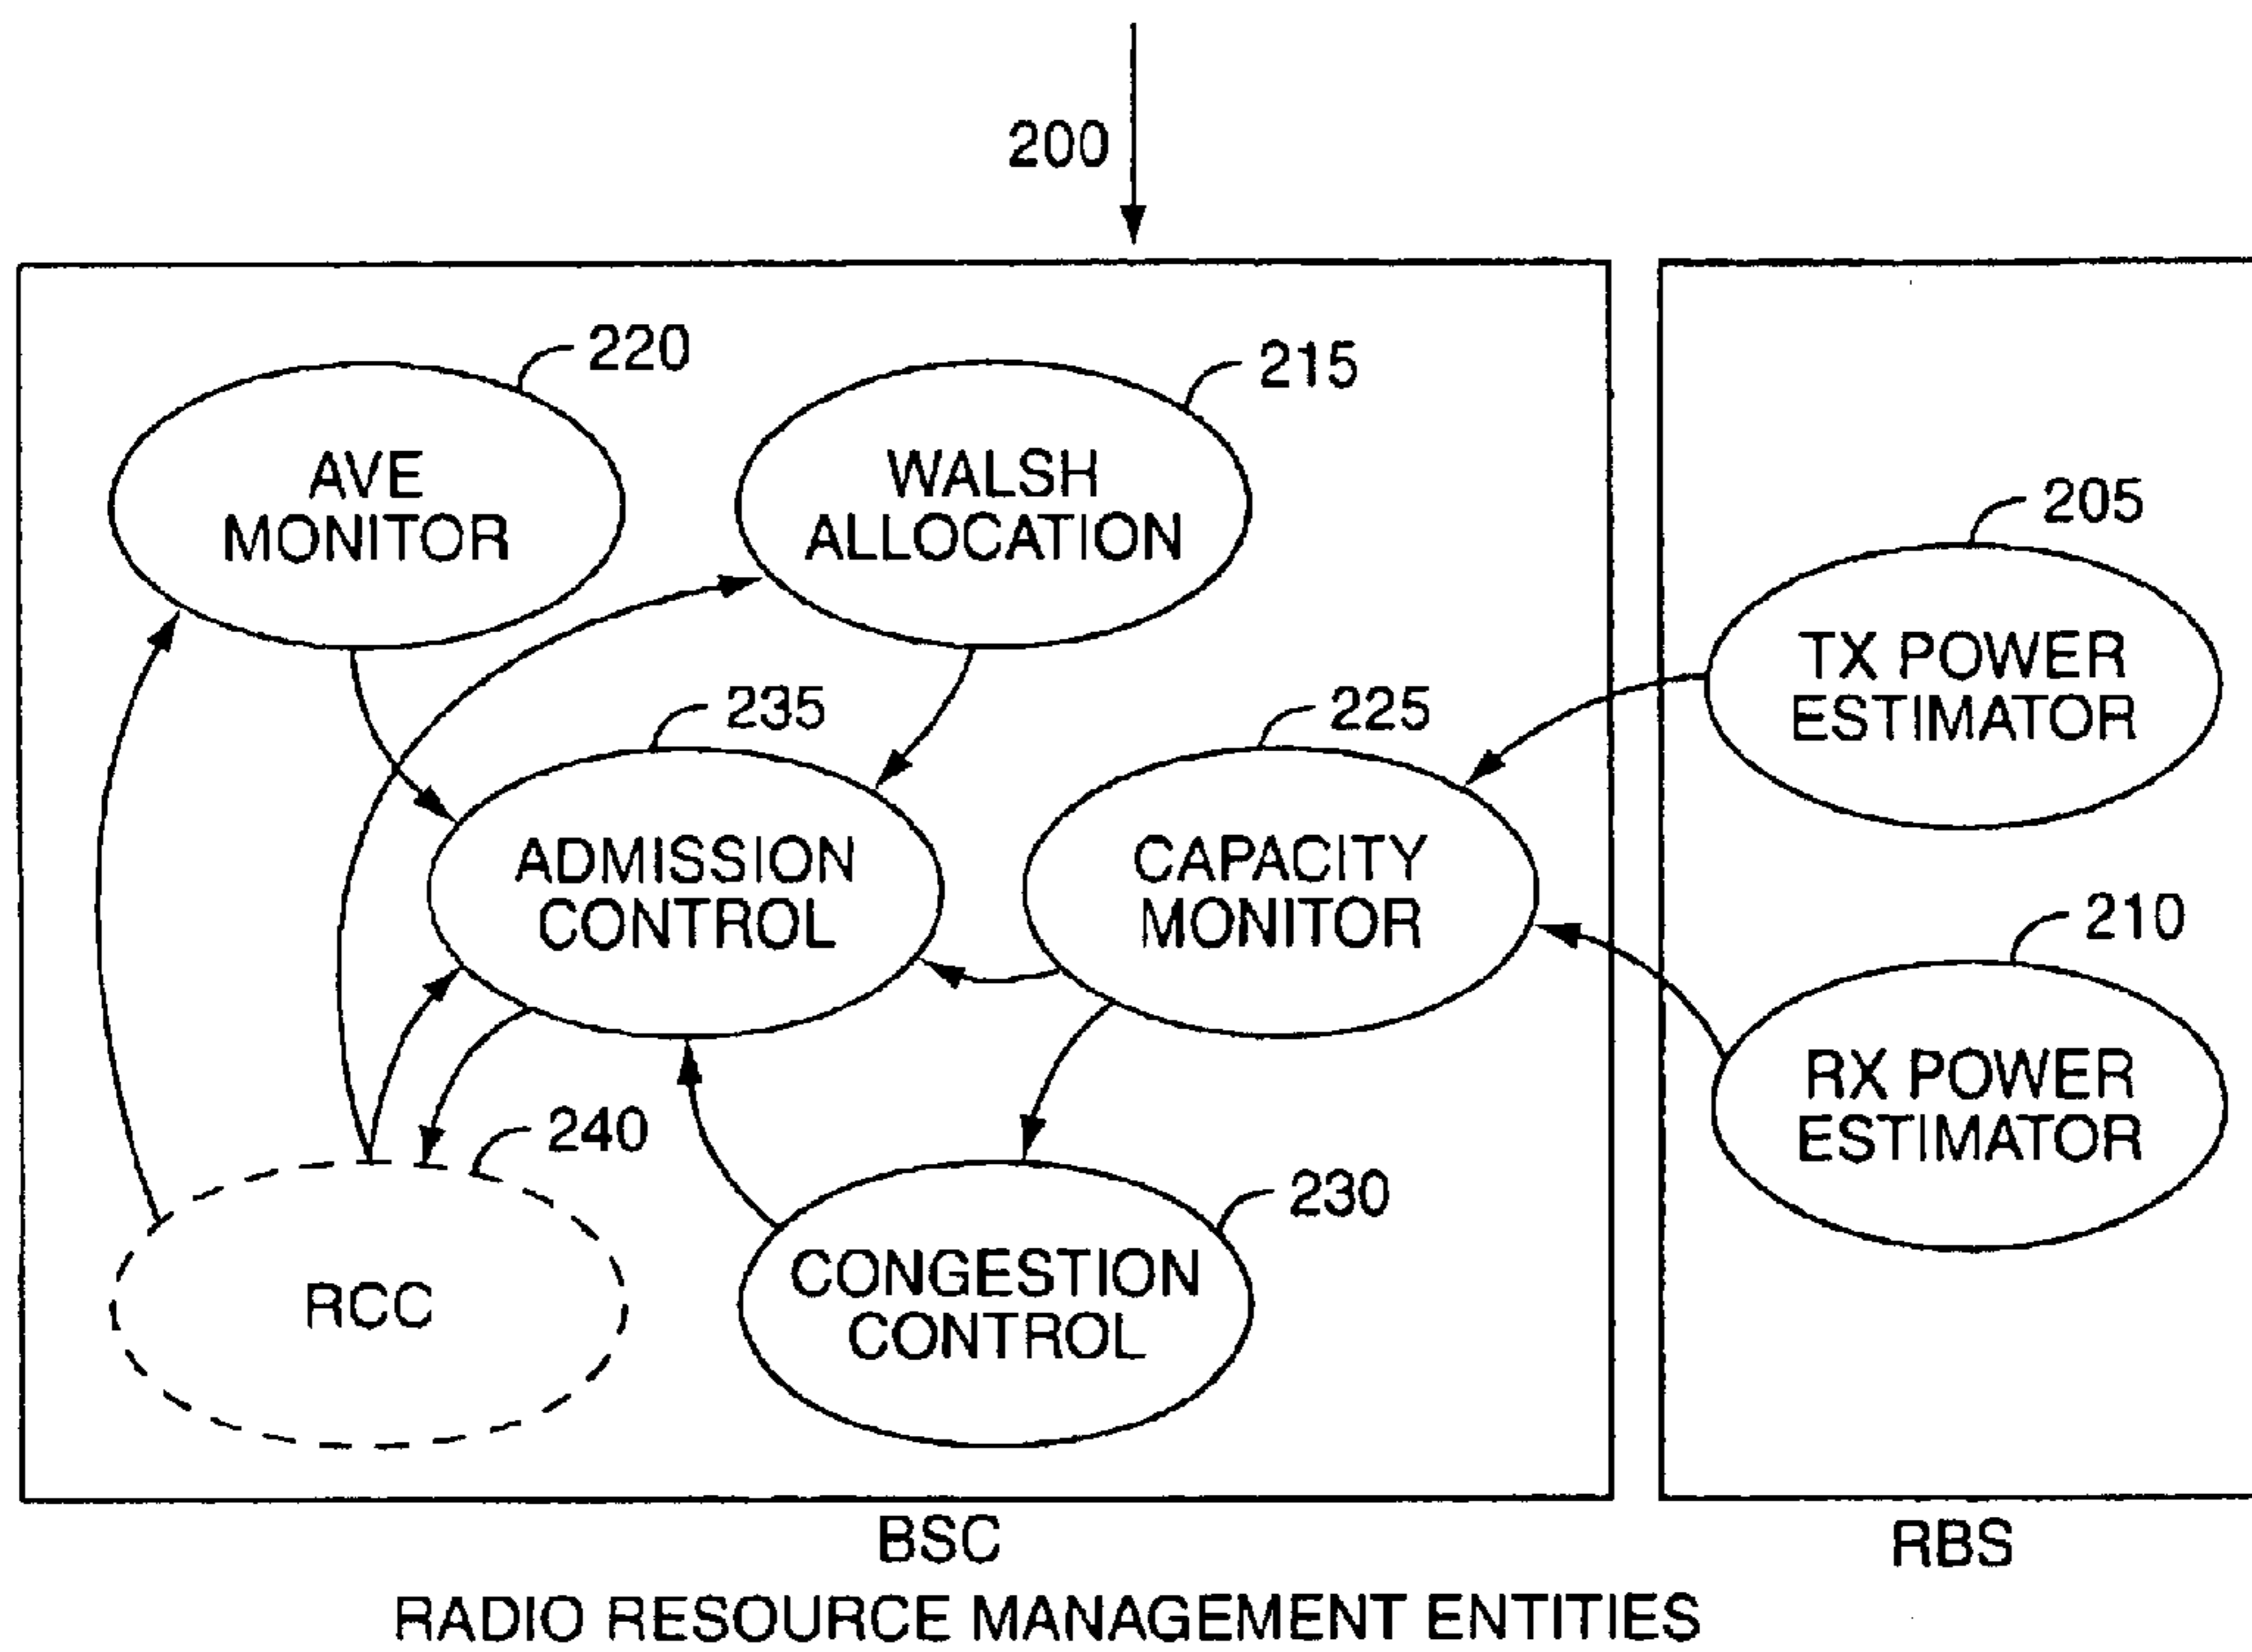 200
220
AVE
MONITOR
215
WALSH
ALLOCATION
205
TX POWER
ESTIMATOR
235
ADMISSION
CONTROL
225
CAPACITY
MONITOR
210
RX POWER
ESTIMATOR
240
RCC
230
CONGESTION
CONTROL
BSC
RBS
RADIO RESOURCE MANAGEMENT ENTITIES